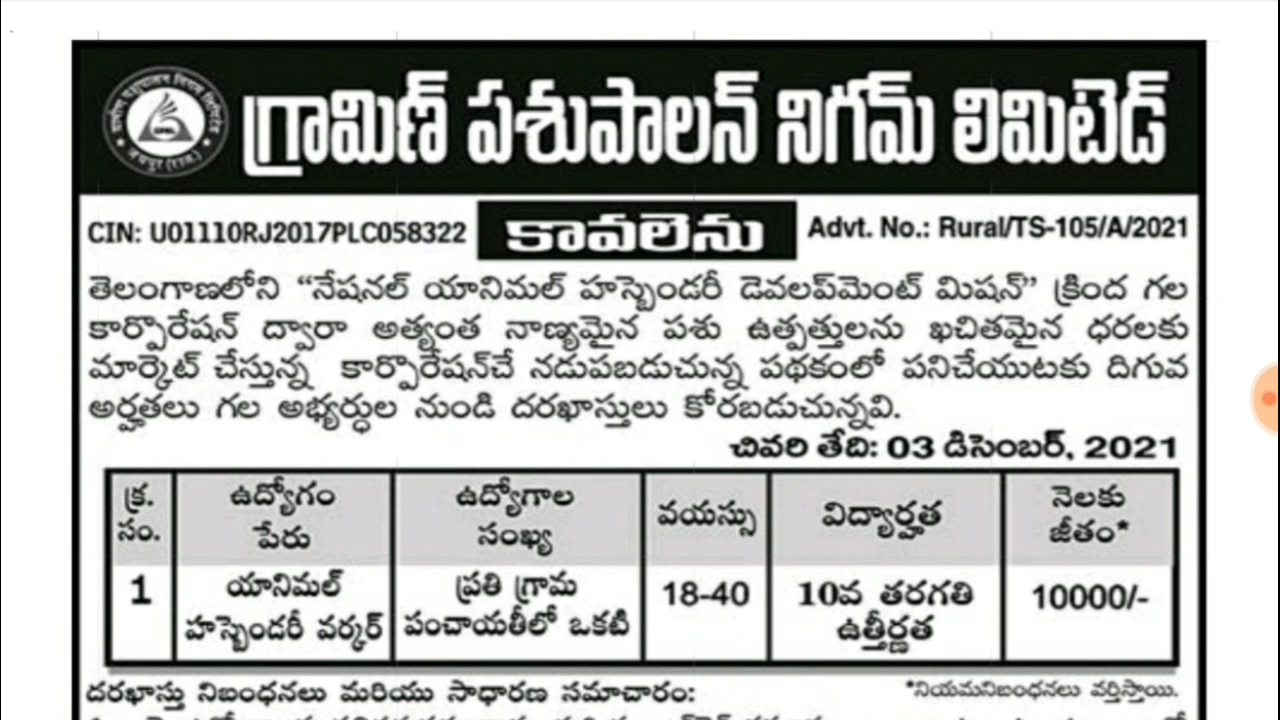 గ్రామిణ్ పశుపాలన్ నిగమ్ లిమిటెడ్
CIN: U01110RJ2017PLC058322
కావలెను
Advt. No.: Rural/TS-105/A/2021
తెలంగాణలోని “నేషనల్ యానిమల్ హస్బెండరీ డెవలప్‌మెంట్ మిషన్” క్రింద గల
కార్పొరేషన్ ద్వారా అత్యంత నాణ్యమైన పశు ఉత్పత్తులను ఖచితమైన ధరలకు
మార్కెట్ చేస్తున్న కార్పొరేషన్‌చే నడుపబడుచున్న పథకంలో పనిచేయుటకు దిగువ
అర్హతలు గల అభ్యర్థుల నుండి దరఖాస్తులు కోరబడుచున్నవి.
చివరి తేది: 03 డిసెంబర్, 2021
క్ర. సం.
ఉద్యోగం పేరు
ఉద్యోగాల సంఖ్య
వయస్సు
విద్యార్హత
నెలకు జీతం*
1
యానిమల్ హస్బెండరీ వర్కర్
ప్రతి గ్రామ పంచాయతీలో ఒకటి
18-40
10వ తరగతి ఉత్తీర్ణత
10000/-
దరఖాస్తు నిబంధనలు మరియు సాధారణ సమాచారం:
*నియమనిబంధనలు వర్తిస్తాయి.